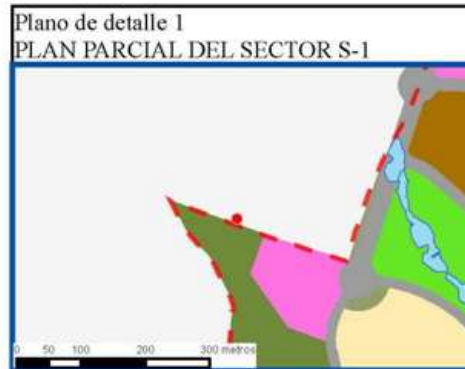 Plano de detalle 1
PLAN PARCIAL DEL SECTOR S-1
0 50 100 200 300 metros